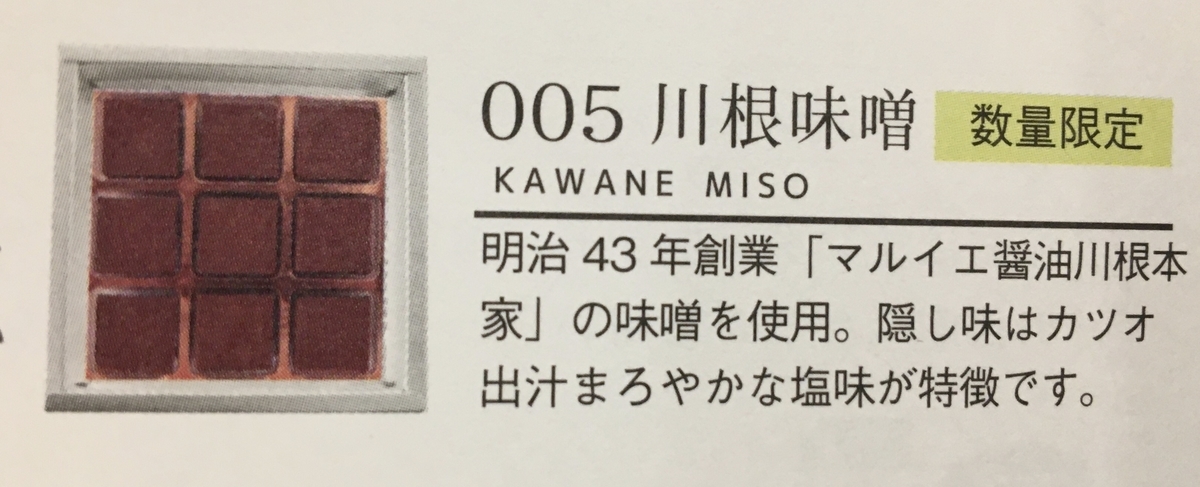 005 川根味噌 数量限定
KAWANE MISO
明治 43 年創業「マルイエ醤油川根本
家」の味噌を使用。隠し味はカツオ
出汁まろやかな塩味が特徴です。